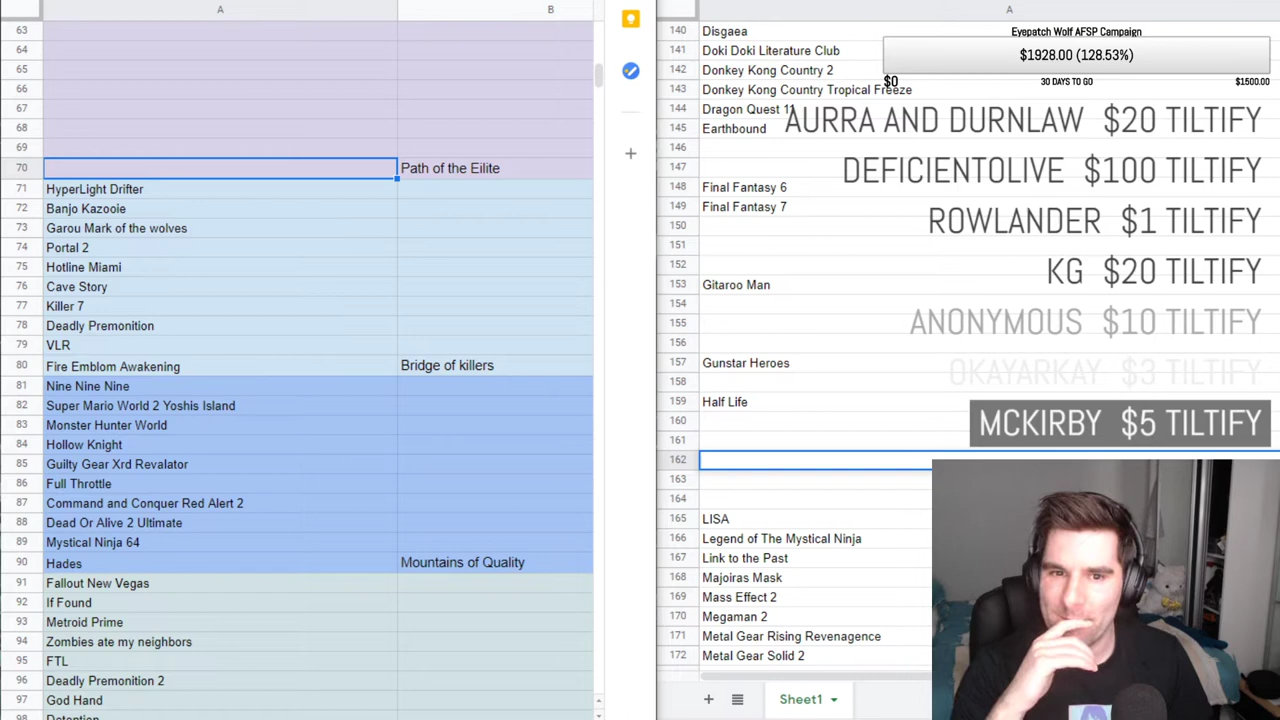 A
B
63
64
65
66
67
68
69
70 Path of the Eilite
71 HyperLight Drifter
72 Banjo Kazooie
73 Garou Mark of the wolves
74 Portal 2
75 Hotline Miami
76 Cave Story
77 Killer 7
78 Deadly Premonition
79 VLR
80 Fire Emblom Awakening Bridge of killers
81 Nine Nine Nine
82 Super Mario World 2 Yoshis Island
83 Monster Hunter World
84 Hollow Knight
85 Guilty Gear Xrd Revalator
86 Full Throttle
87 Command and Conquer Red Alert 2
88 Dead Or Alive 2 Ultimate
89 Mystical Ninja 64
90 Hades Mountains of Quality
91 Fallout New Vegas
92 If Found
93 Metroid Prime
94 Zombies ate my neighbors
95 FTL
96 Deadly Premonition 2
97 God Hand
98 Detention
A
140 Disgaea
141 Doki Doki Literature Club
142 Donkey Kong Country 2
143 Donkey Kong Country Tropical Freeze
144 Dragon Quest 11
145 Earthbound
146
147
148 Final Fantasy 6
149 Final Fantasy 7
150
151
152
153 Gitaroo Man
154
155
156
157 Gunstar Heroes
158
159 Half Life
160
161
162
163
164
165 LISA
166 Legend of The Mystical Ninja
167 Link to the Past
168 Majoiras Mask
169 Mass Effect 2
170 Megaman 2
171 Metal Gear Rising Revenagence
172 Metal Gear Solid 2
Sheet1
Eyepatch Wolf AFSP Campaign
$1928.00 (128.53%)
$0 30 DAYS TO GO $1500.00
AURRA AND DURNLAW $20 TILTIFY
DEFICIENTOLIVE $100 TILTIFY
ROWLANDER $1 TILTIFY
KG $20 TILTIFY
ANONYMOUS $10 TILTIFY
OKAYARKAY $3 TILTIFY
MCKIRBY $5 TILTIFY